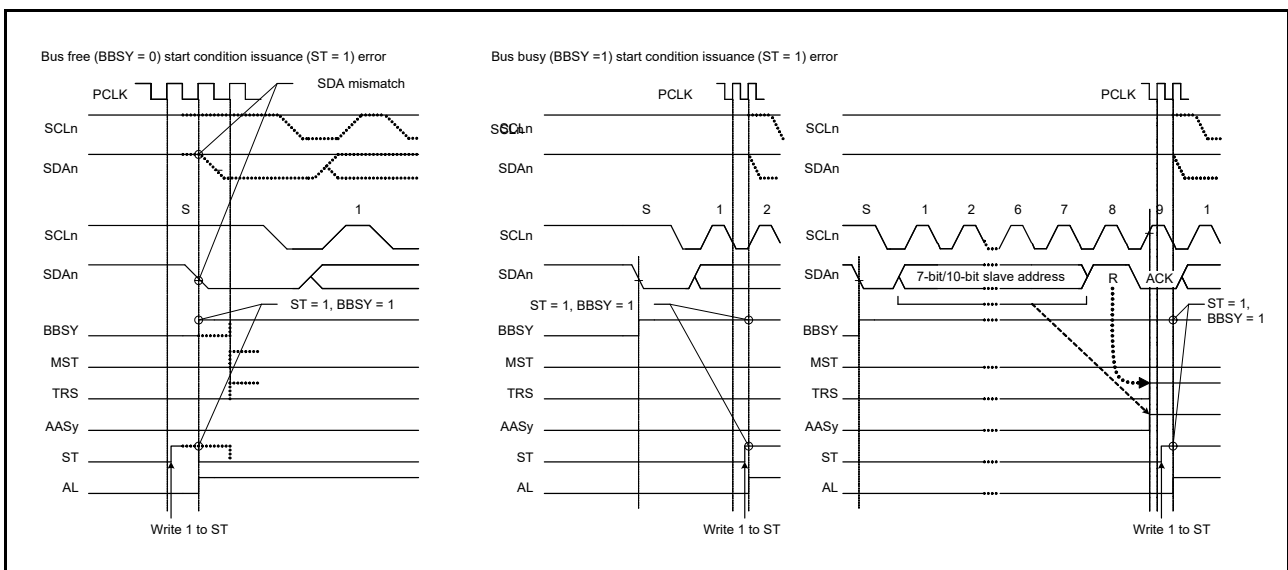 Bus free (BBSY = 0) start condition issuance (ST = 1) error
PCLK
SDA mismatch
SCLn
SDAn
S 1
SCLn
SDAn
ST = 1, BBSY = 1
BBSY
MST
TRS
AASy
ST
AL
Write 1 to ST
Bus busy (BBSY =1) start condition issuance (ST = 1) error
PCLK
SCLn
SCLn
SDAn
S 1 2
SCLn
SDAn
ST = 1, BBSY = 1
BBSY
MST
TRS
AASy
ST
AL
Write 1 to ST
PCLK
SCLn
SDAn
S 1 2 6 7 8 9 1
SCLn
SDAn
7-bit/10-bit slave address R ACK
ST = 1,
BBSY = 1
BBSY
MST
TRS
AASy
ST
AL
Write 1 to ST